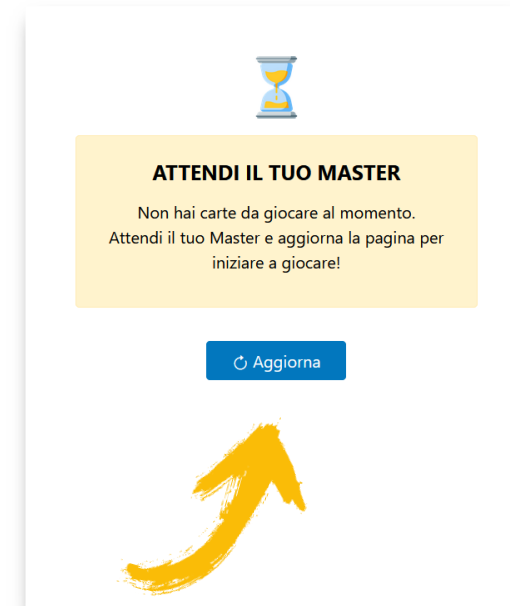 ATTENDI IL TUO MASTER
Non hai carte da giocare al momento.
Attendi il tuo Master e aggiorna la pagina per
iniziare a giocare!
Aggiorna